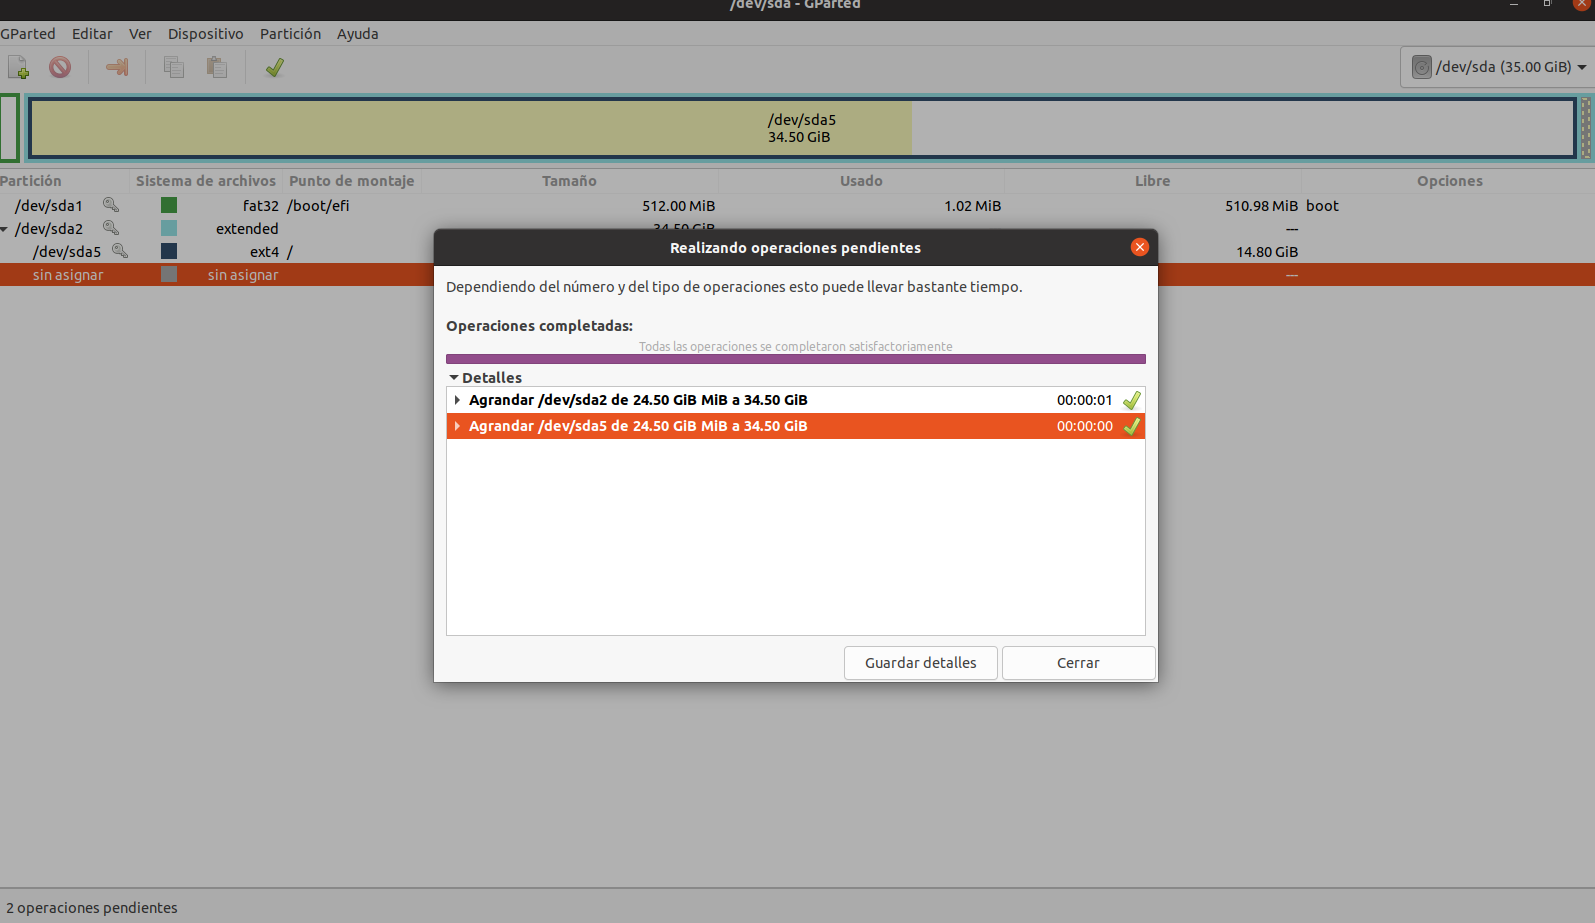 /dev/sda - GParted
GParted Editar Ver Dispositivo Partición Ayuda
/dev/sda (35.00 GiB)
/dev/sda5
34.50 GiB
Partición Sistema de archivos Punto de montaje Tamaño Usado Libre Opciones
/dev/sda1 fat32 /boot/efi 512.00 MiB 1.02 MiB 510.98 MiB boot
/dev/sda2 extended 34.50 GiB ---
/dev/sda5 ext4 / 14.80 GiB
sin asignar sin asignar ---
Realizando operaciones pendientes
Dependiendo del número y del tipo de operaciones esto puede llevar bastante tiempo.
Operaciones completadas:
Todas las operaciones se completaron satisfactoriamente
Detalles
Agrandar /dev/sda2 de 24.50 GiB MiB a 34.50 GiB 00:00:01
Agrandar /dev/sda5 de 24.50 GiB MiB a 34.50 GiB 00:00:00
Guardar detalles Cerrar
2 operaciones pendientes